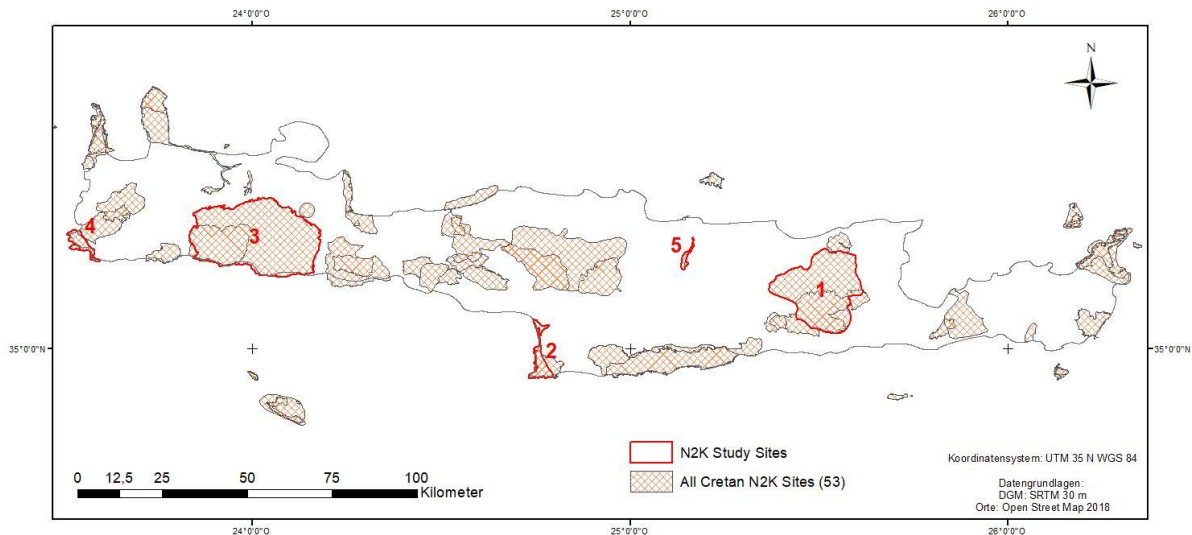 24°0'0"O 25°0'0"O 26°0'0"O
N
4
3
5
1
2
35°0'0"N 35°0'0"N
N2K Study Sites
All Cretan N2K Sites (53)
Koordinatensystem: UTM 35 N WGS 84
Datengrundlagen:
DGM: SRTM 30 m
Orte: Open Street Map 2018
0 12,5 25 50 75 100
Kilometer
24°0'0"O 25°0'0"O 26°0'0"O